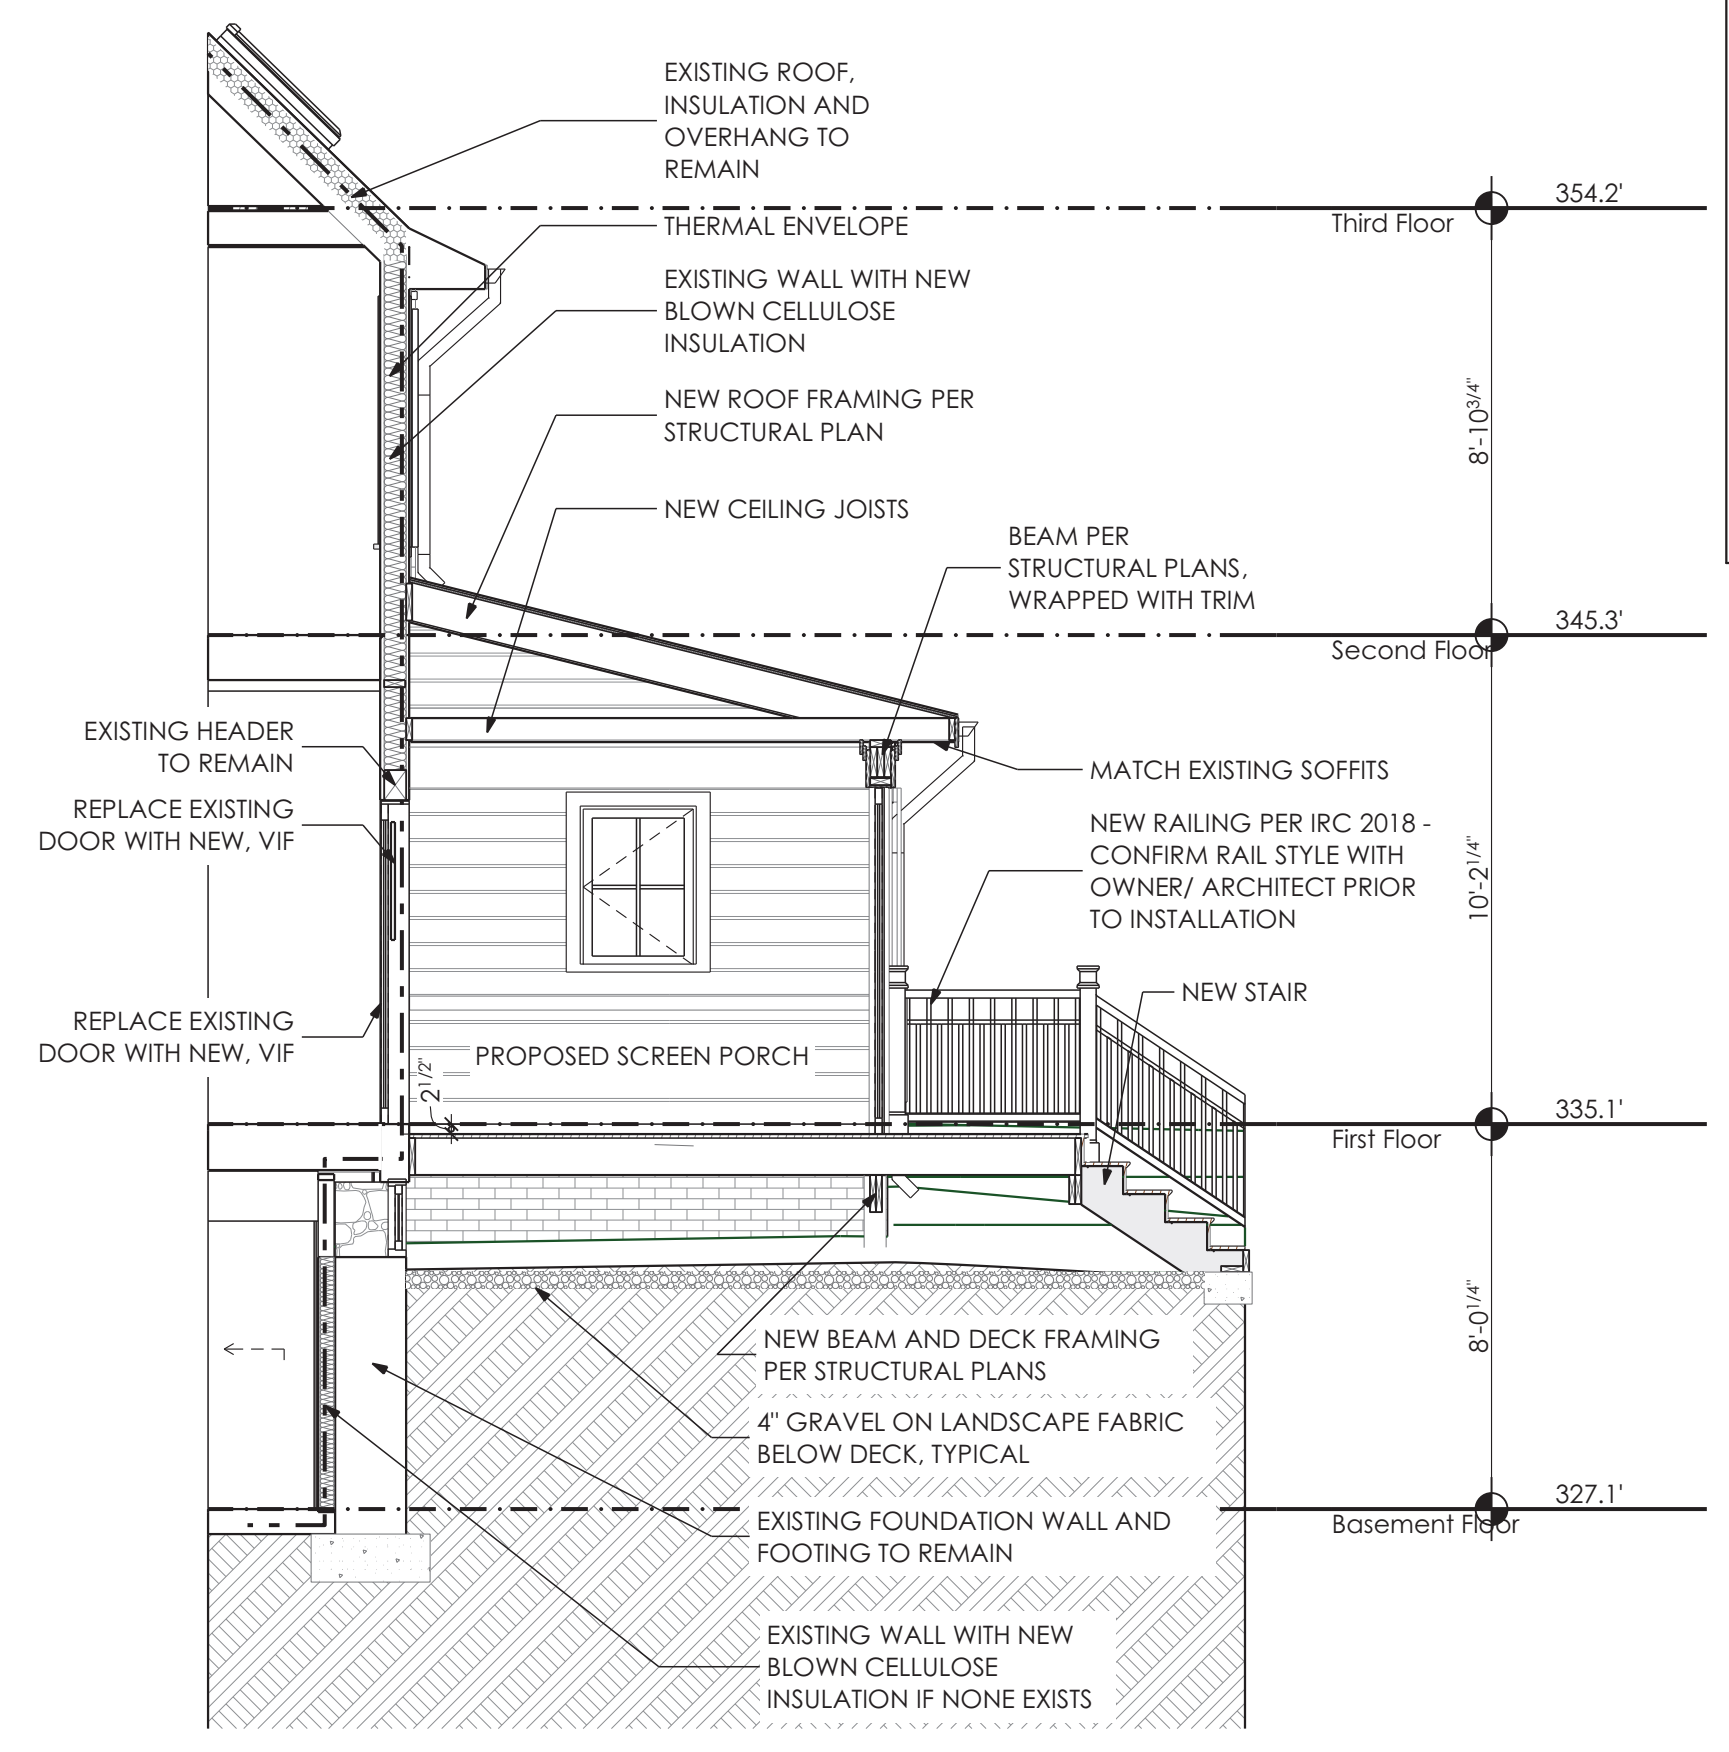 EXISTING ROOF,
INSULATION AND
OVERHANG TO
REMAIN
354.2'
Third Floor
THERMAL ENVELOPE
EXISTING WALL WITH NEW
BLOWN CELLULOSE
INSULATION
8'-10 3/4"
NEW ROOF FRAMING PER
STRUCTURAL PLAN
NEW CEILING JOISTS
BEAM PER
STRUCTURAL PLANS,
WRAPPED WITH TRIM
345.3'
Second Floor
EXISTING HEADER
TO REMAIN
MATCH EXISTING SOFFITS
REPLACE EXISTING
DOOR WITH NEW, VIF
NEW RAILING PER IRC 2018 -
CONFIRM RAIL STYLE WITH
OWNER/ ARCHITECT PRIOR
TO INSTALLATION
10'-2 1/4"
NEW STAIR
REPLACE EXISTING
DOOR WITH NEW, VIF
PROPOSED SCREEN PORCH
2 1/2"
335.1'
First Floor
8'-0 1/4"
NEW BEAM AND DECK FRAMING
PER STRUCTURAL PLANS
4" GRAVEL ON LANDSCAPE FABRIC
BELOW DECK, TYPICAL
327.1'
Basement Floor
EXISTING FOUNDATION WALL AND
FOOTING TO REMAIN
EXISTING WALL WITH NEW
BLOWN CELLULOSE
INSULATION IF NONE EXISTS